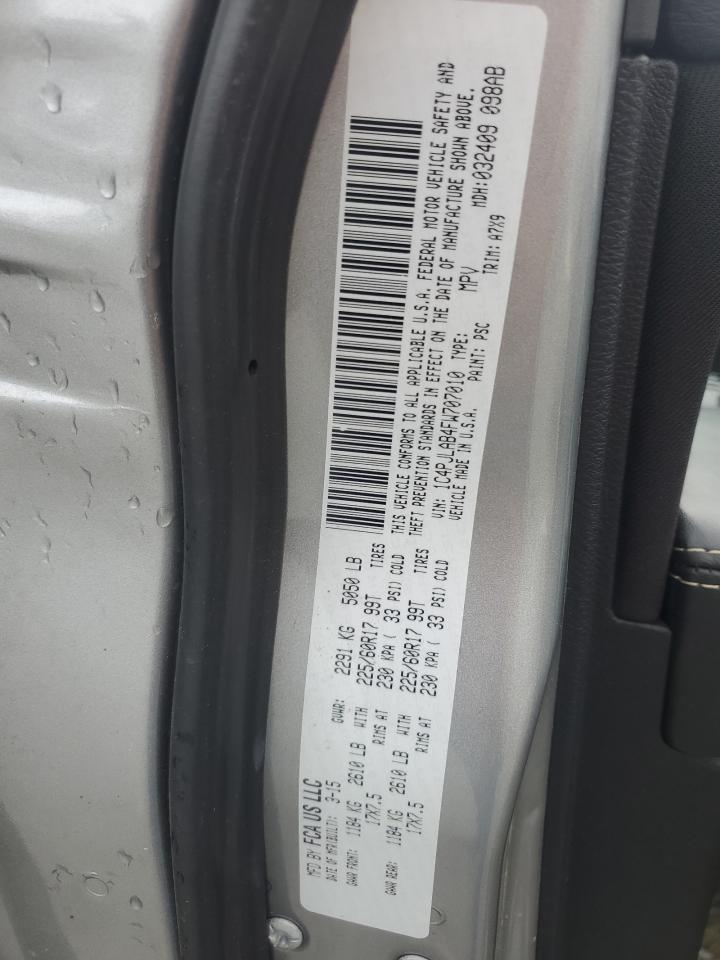 MFD BY FCA US LLC
DATE OF MFR(BUILT): 3-15 GVWR: 2291 KG 5050 LB
GAWR FRONT: 1184 KG 2610 LB WITH 225/60R17 99T TIRES
17X7.5 RIMS AT 230 KPA ( 33 PSI) COLD
GAWR REAR: 1184 KG 2610 LB WITH 225/60R17 99T TIRES
17X7.5 RIMS AT 230 KPA ( 33 PSI) COLD
THIS VEHICLE CONFORMS TO ALL APPLICABLE U.S.A. FEDERAL MOTOR VEHICLE SAFETY AND
THEFT PREVENTION STANDARDS IN EFFECT ON THE DATE OF MANUFACTURE SHOWN ABOVE.
VIN: 1C4PJLAB4FW707010 TYPE: MPV MDH:032409 098AB
VEHICLE MADE IN U.S.A. PAINT: PSC TRIM: A7X9